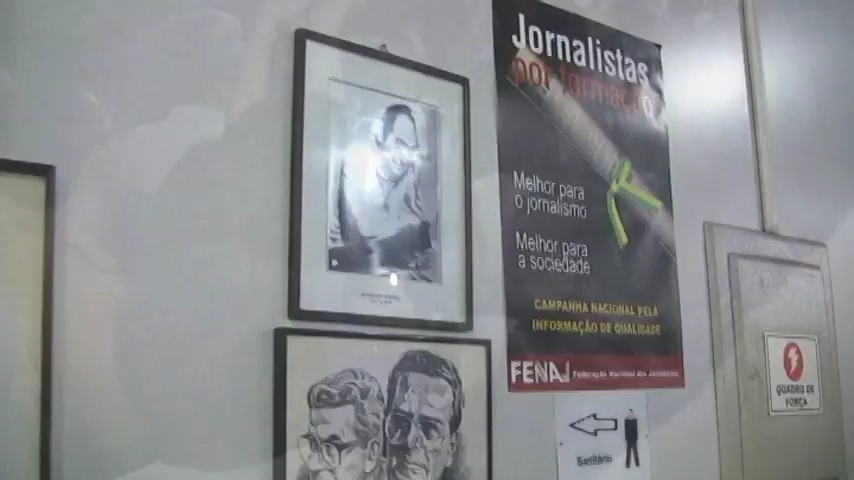 Jornalistas
por formação
Melhor para
o jornalismo
Melhor para
a sociedade
CAMPANHA NACIONAL PELA
INFORMAÇÃO DE QUALIDADE
FENAJ Federação Nacional dos Jornalistas
QUADRO DE
FORÇA
Sanitário